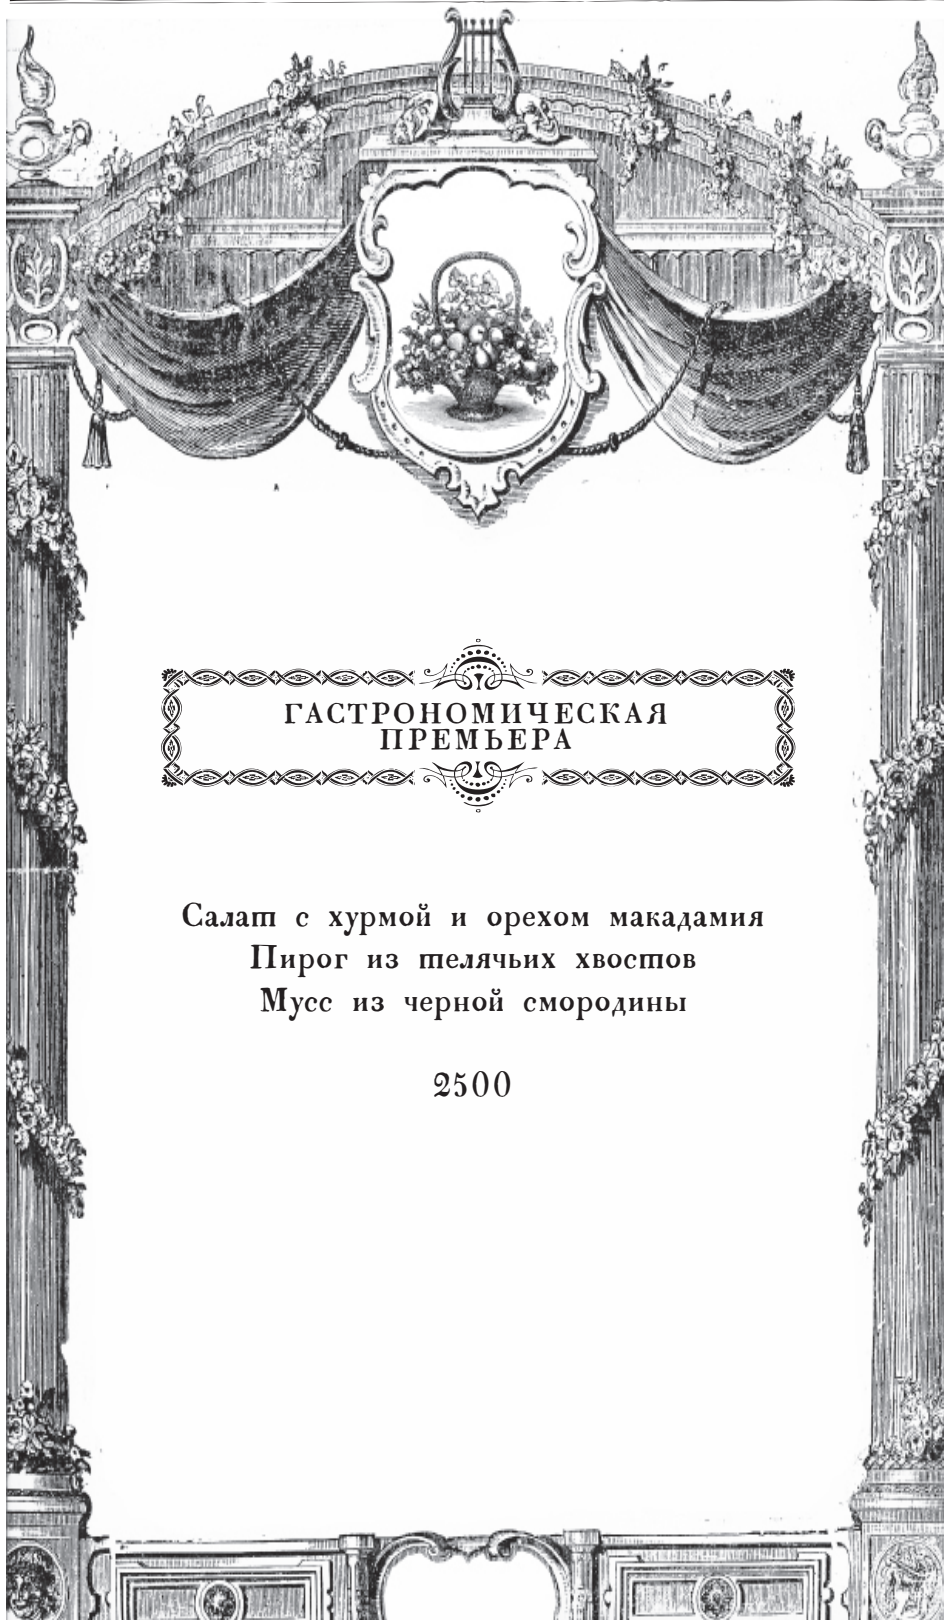 ГАСТРОНОМИЧЕСКАЯ
ПРЕМЬЕРА
Салат с хурмой и орехом макадамия
Пирог из телячьих хвостов
Мусс из черной смородины
2500